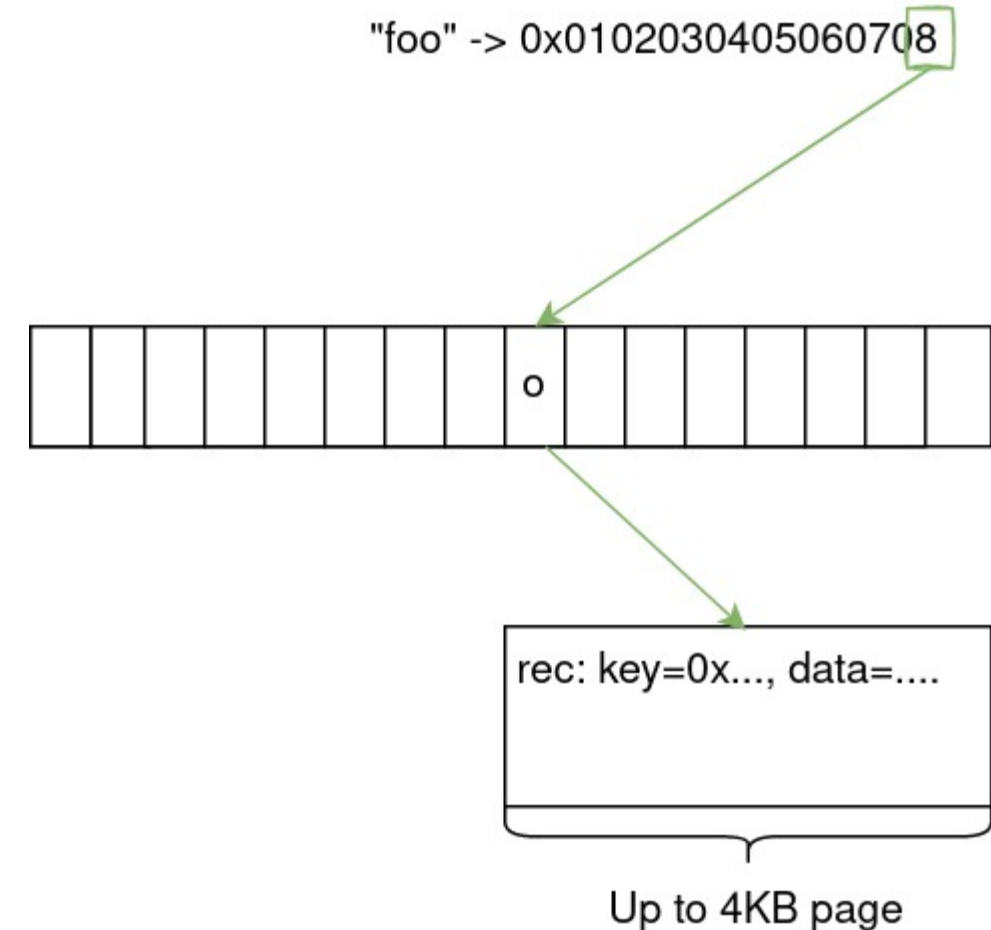 "foo" -> 0x0102030405060708
o
rec: key=0x..., data=....
Up to 4KB page